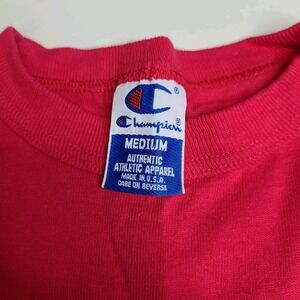 Champion
MEDIUM
AUTHENTIC
ATHLETIC APPAREL
MADE IN U.S.A.
CARE ON REVERSE